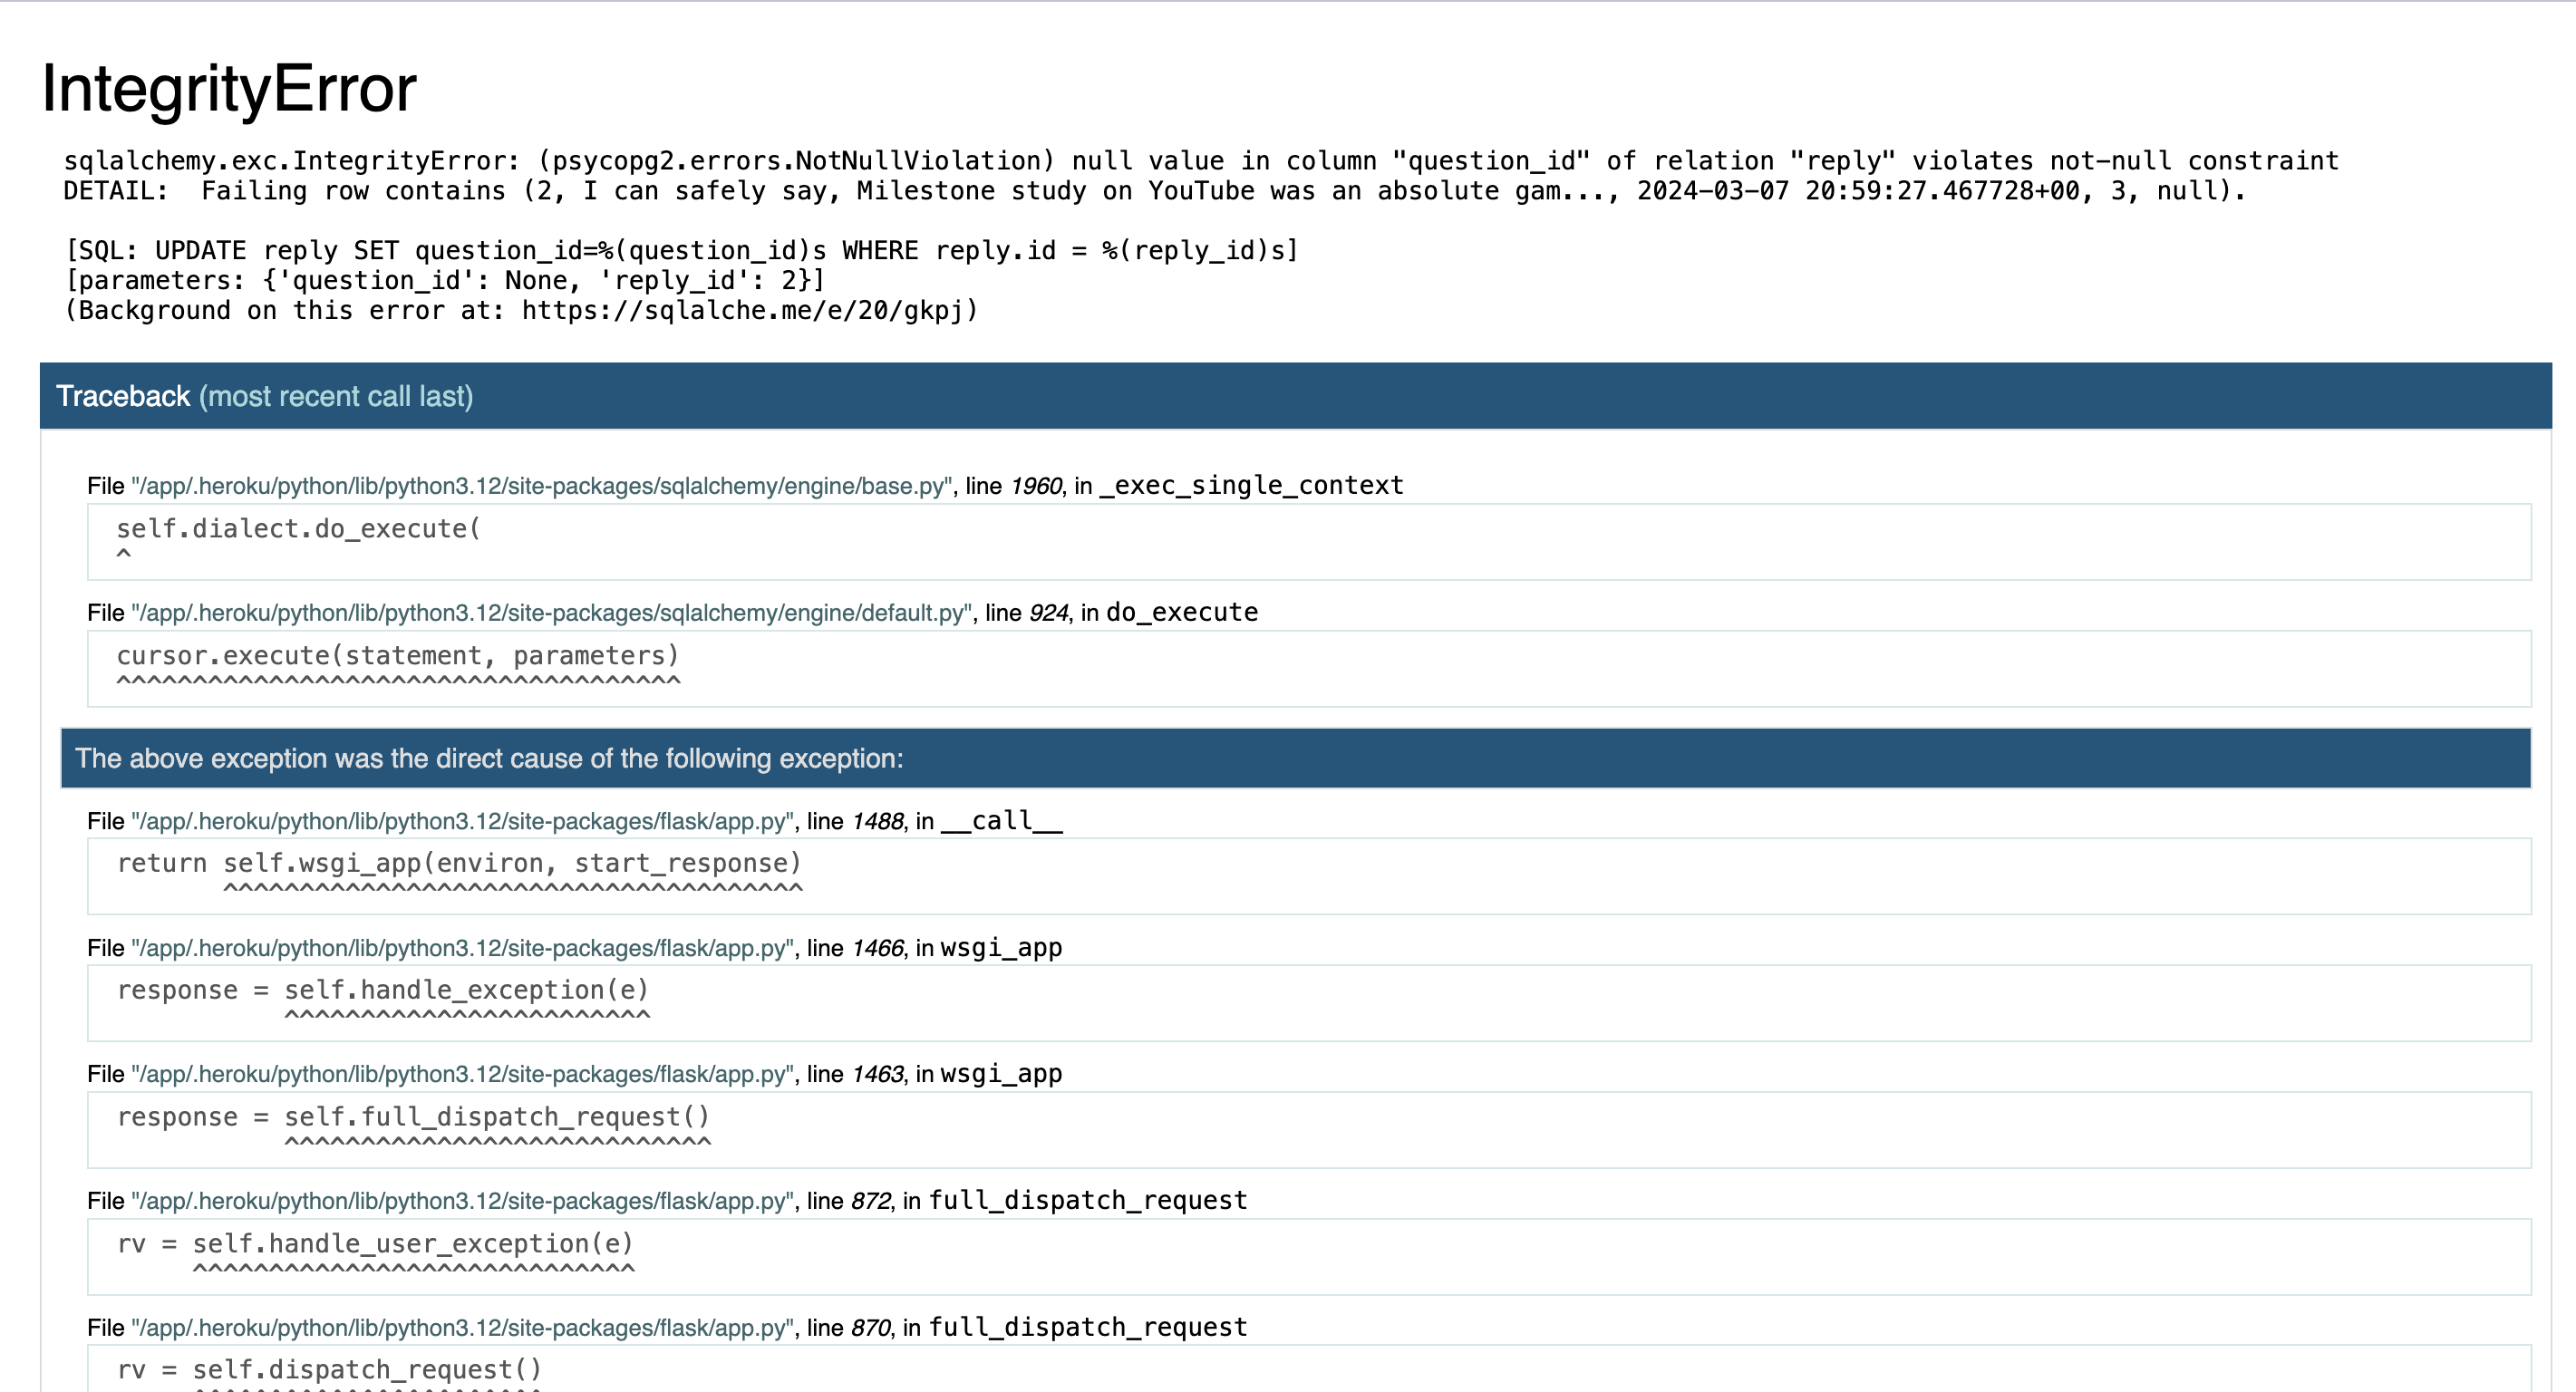 IntegrityError
sqlalchemy.exc.IntegrityError: (psycopg2.errors.NotNullViolation) null value in column "question_id" of relation "reply" violates not-null constraint
DETAIL:  Failing row contains (2, I can safely say, Milestone study on YouTube was an absolute gam..., 2024-03-07 20:59:27.467728+00, 3, null).
[SQL: UPDATE reply SET question_id=%(question_id)s WHERE reply.id = %(reply_id)s]
[parameters: {'question_id': None, 'reply_id': 2}]
(Background on this error at: https://sqlalche.me/e/20/gkpj)
Traceback (most recent call last)
File "/app/.heroku/python/lib/python3.12/site-packages/sqlalchemy/engine/base.py", line 1960, in _exec_single_context
self.dialect.do_execute(
^
File "/app/.heroku/python/lib/python3.12/site-packages/sqlalchemy/engine/default.py", line 924, in do_execute
cursor.execute(statement, parameters)
^^^^^^^^^^^^^^^^^^^^^^^^^^^^^^^^^^^^^
The above exception was the direct cause of the following exception:
File "/app/.heroku/python/lib/python3.12/site-packages/flask/app.py", line 1488, in __call__
return self.wsgi_app(environ, start_response)
^^^^^^^^^^^^^^^^^^^^^^^^^^^^^^^^^^^^^^
File "/app/.heroku/python/lib/python3.12/site-packages/flask/app.py", line 1466, in wsgi_app
response = self.handle_exception(e)
^^^^^^^^^^^^^^^^^^^^^^^^
File "/app/.heroku/python/lib/python3.12/site-packages/flask/app.py", line 1463, in wsgi_app
response = self.full_dispatch_request()
^^^^^^^^^^^^^^^^^^^^^^^^^^^^
File "/app/.heroku/python/lib/python3.12/site-packages/flask/app.py", line 872, in full_dispatch_request
rv = self.handle_user_exception(e)
^^^^^^^^^^^^^^^^^^^^^^^^^^^^^
File "/app/.heroku/python/lib/python3.12/site-packages/flask/app.py", line 870, in full_dispatch_request
rv = self.dispatch_request()
^^^^^^^^^^^^^^^^^^^^^^^